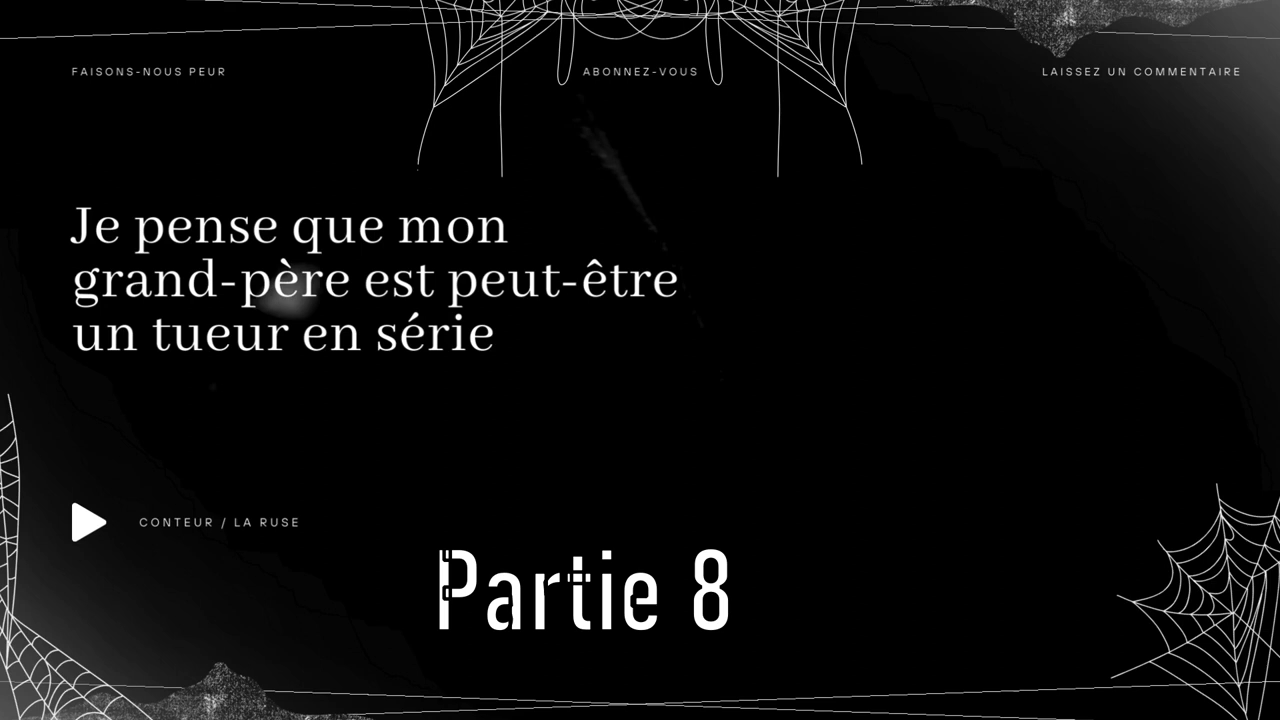 FAISONS-NOUS PEUR
ABONNEZ-VOUS
LAISSEZ UN COMMENTAIRE
Je pense que mon
grand-père est peut-être
un tueur en série
CONTEUR / LA RUSE
Partie 8